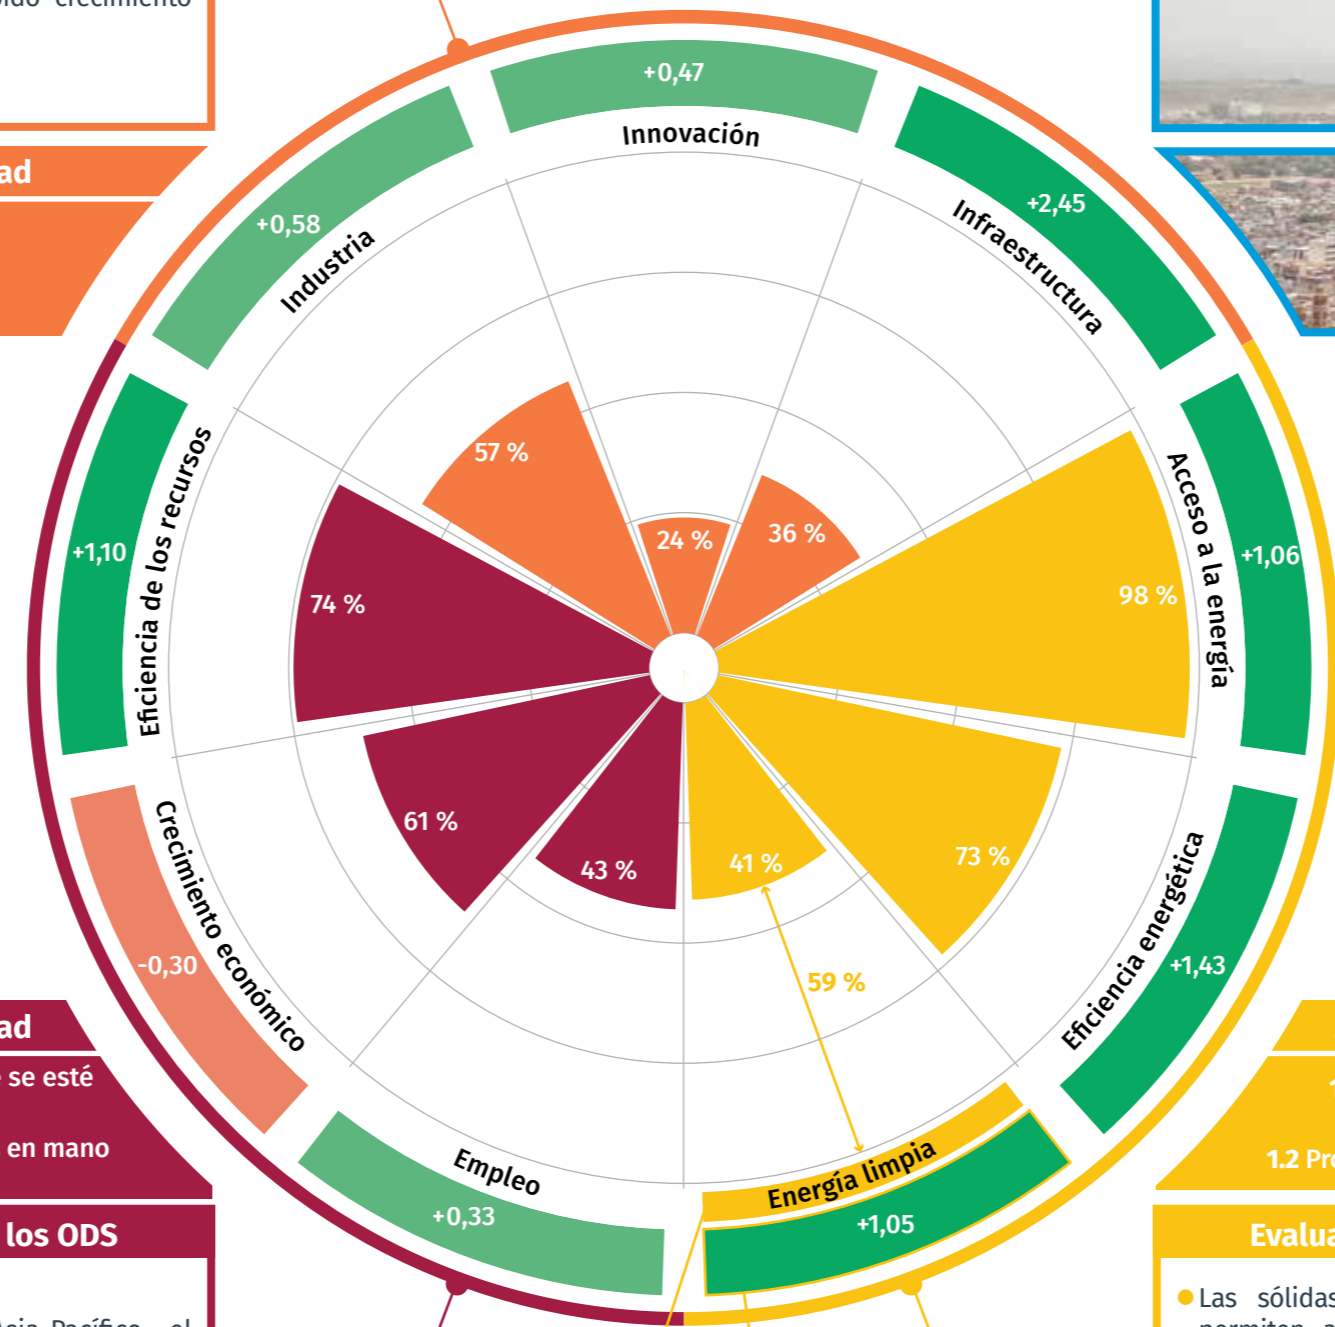 crecimiento
ad
+0,47
Innovación
+0,58
Industria
+2,45
Infraestructura
+1,10
Eficiencia de los recursos
+1,06
Acceso a la energía
57 %
24 %
36 %
74 %
98 %
61 %
43 %
41 %
73 %
59 %
-0,30
Crecimiento económico
+1,43
Eficiencia energética
Empleo
+0,33
Energía limpia
+1,05
ad
se esté
en mano
los ODS
1.2 Pro
Evalua
Las sólidas